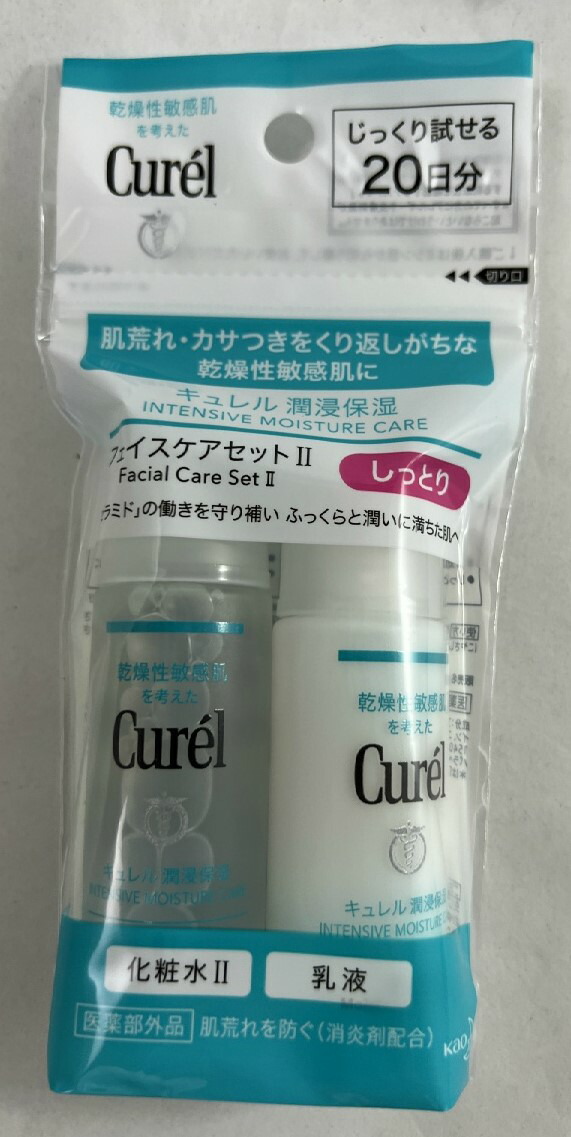 乾燥性敏感肌
を考えた
Curél
じっくり試せる
20日分
切り口
肌荒れ・カサつきをくり返しがちな
乾燥性敏感肌に
キュレル 潤浸保湿
INTENSIVE MOISTURE CARE
フェイスケアセットII
Facial Care Set II
しっとり
ラミド」の働きを守り補い ふっくらと潤いに満ちた肌へ
乾燥性敏感肌
を考えた
Curél
キュレル 潤浸保湿
INTENSIVE MOISTURE CARE
乾燥性敏感肌
を考えた
Curél
キュレル 潤浸保湿
INTENSIVE MOISTURE
化粧水II
乳液
医薬部外品 肌荒れを防ぐ(消炎剤配合)
Kao